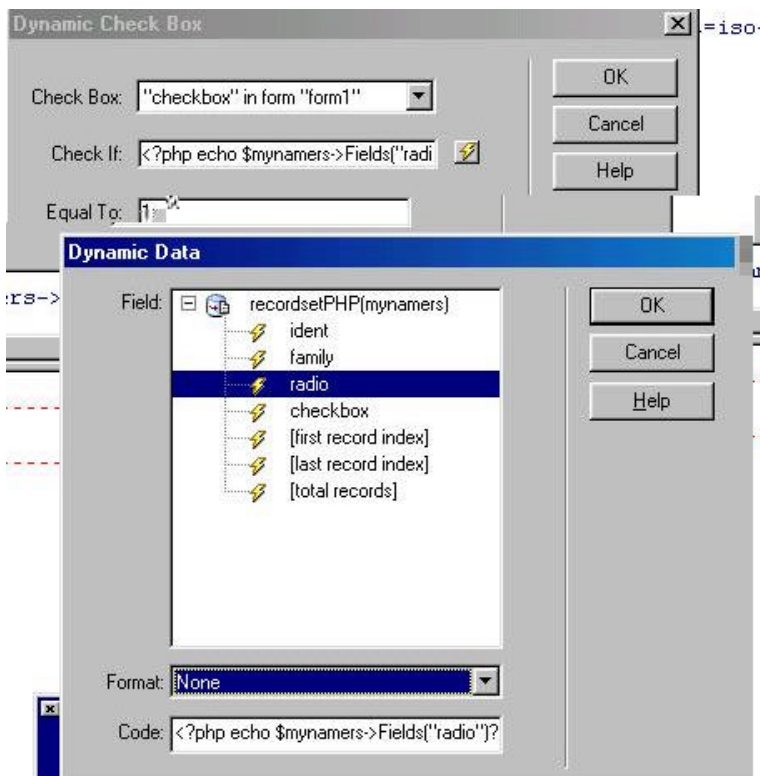 Dynamic Check Box
=iso-
Check Box: "checkbox" in form "form1"
OK
Check If: <?php echo $mynamers->Fields("radi
Cancel
Equal To: 1
Help
Dynamic Data
ers->
Field: recordsetPHP(mynamers)
ident
family
radio
checkbox
[first record index]
[last record index]
[total records]
OK
Cancel
Help
Format: None
Code: <?php echo $mynamers->Fields("radio")?